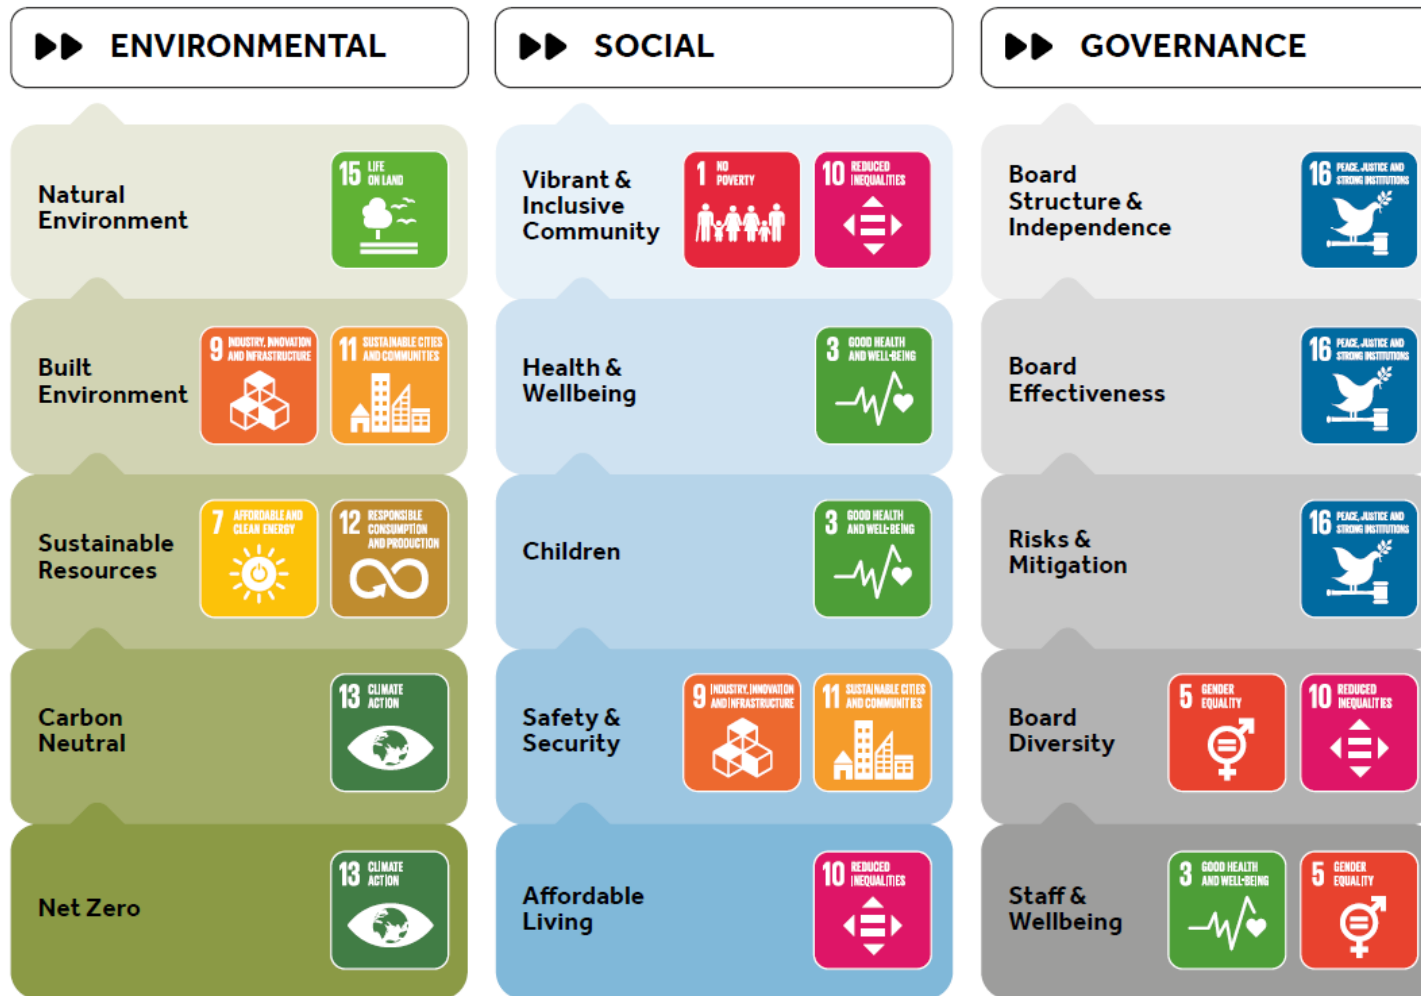 ENVIRONMENTAL
Natural
Environment
15 LIFE
ON LAND
Built
Environment
9 INDUSTRY, INNOVATION
AND INFRASTRUCTURE
11 SUSTAINABLE CITIES
AND COMMUNITIES
Sustainable
Resources
7 AFFORDABLE AND
CLEAN ENERGY
12 RESPONSIBLE
CONSUMPTION
AND PRODUCTION
Carbon
Neutral
13 CLIMATE
ACTION
Net Zero
13 CLIMATE
ACTION
SOCIAL
Vibrant &
Inclusive
Community
1 NO
POVERTY
10 REDUCED
INEQUALITIES
Health &
Wellbeing
3 GOOD HEALTH
AND WELL-BEING
Children
3 GOOD HEALTH
AND WELL-BEING
Safety &
Security
9 INDUSTRY, INNOVATION
AND INFRASTRUCTURE
11 SUSTAINABLE CITIES
AND COMMUNITIES
Affordable
Living
10 REDUCED
INEQUALITIES
GOVERNANCE
Board
Structure &
Independence
16 PEACE, JUSTICE AND
STRONG INSTITUTIONS
Board
Effectiveness
16 PEACE, JUSTICE AND
STRONG INSTITUTIONS
Risks &
Mitigation
16 PEACE, JUSTICE AND
STRONG INSTITUTIONS
Board
Diversity
5 GENDER
EQUALITY
10 REDUCED
INEQUALITIES
Staff &
Wellbeing
3 GOOD HEALTH
AND WELL-BEING
5 GENDER
EQUALITY